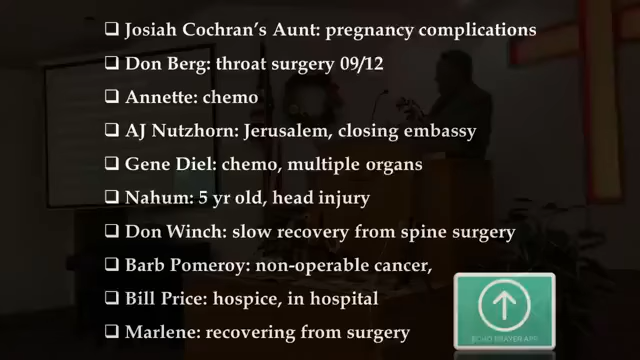 ❑ Josiah Cochran's Aunt: pregnancy complications
❑ Don Berg: throat surgery 09/12
❑ Annette: chemo
❑ AJ Nutzhorn: Jerusalem, closing embassy
❑ Gene Diel: chemo, multiple organs
❑ Nahum: 5 yr old, head injury
❑ Don Winch: slow recovery from spine surgery
❑ Barb Pomeroy: non-operable cancer,
❑ Bill Price: hospice, in hospital
❑ Marlene: recovering from surgery
PRAYER APP